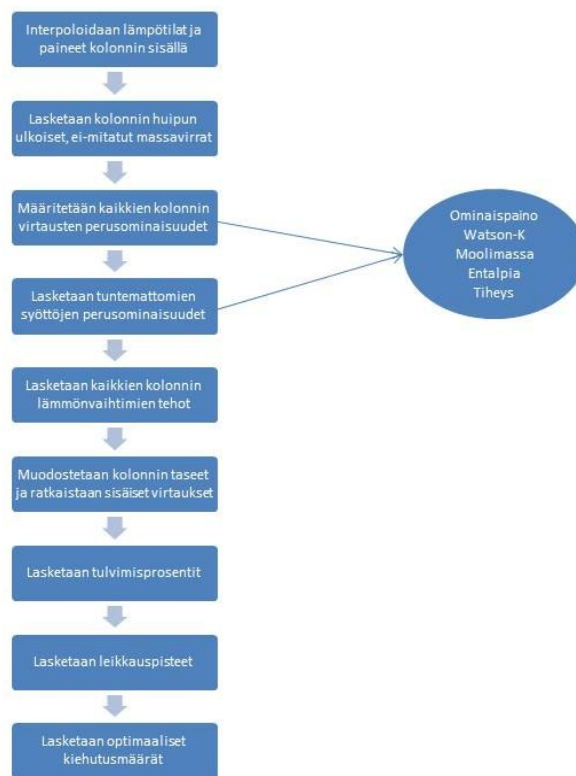 Interpoloidaan lämpötilat ja
paineet kolonnin sisällä
Lasketaan kolonnin huipun
ulkoiset, ei-mitatut massavirrat
Määritetään kaikkien kolonnin
virtausten perusominaisuudet
Lasketaan tuntemattomien
syöttöjen perusominaisuudet
Lasketaan kaikkien kolonnin
lämmönvaihtimien tehot
Muodostetaan kolonnin taseet
ja ratkaistaan sisäiset virtaukset
Lasketaan tulvimisprosentit
Lasketaan leikkauspisteet
Lasketaan optimaaliset
kiehutusmäärät
Ominaispaino
Watson-K
Moolimassa
Entalpia
Tiheys